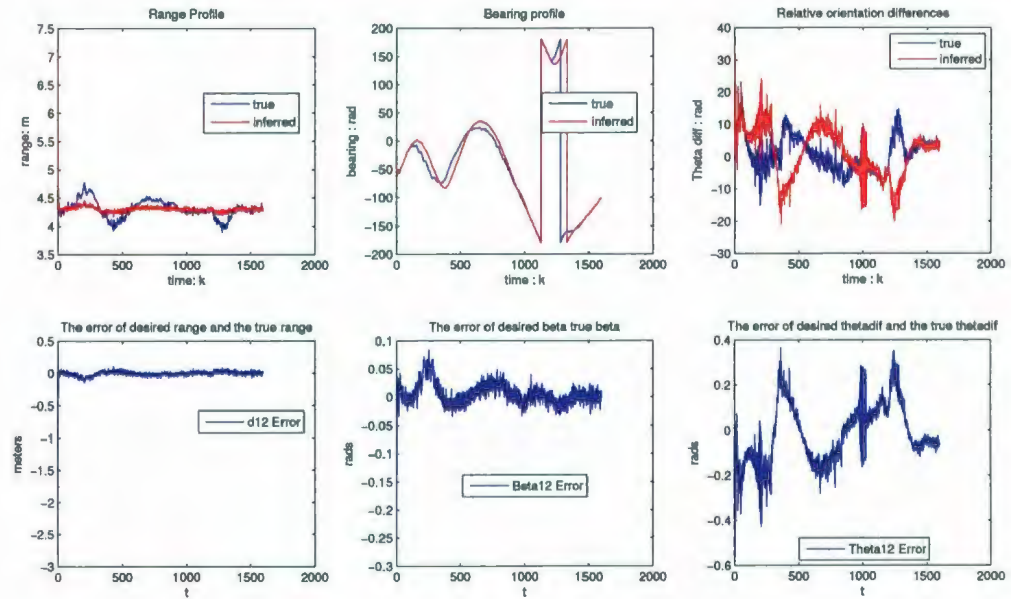 Range Profile
7.5
7
6.5
6
5.5
5
4.5
4
3.5
range: m
true
inferred
0
500
1000
1500
2000
time: k
Bearing profile
200
150
100
50
0
−50
−100
−150
−200
bearing : rad
true
inferred
0
500
1000
1500
2000
time : k
Relative orientation differences
40
30
20
10
0
−10
−20
−30
Theta diff : rad
true
inferred
0
500
1000
1500
2000
time : k
The error of desired range and the true range
0.5
0
−0.5
−1
−1.5
−2
−2.5
−3
meters
d12 Error
0
500
1000
1500
2000
t
The error of desired beta true beta
0.1
0.05
0
−0.05
−0.1
−0.15
−0.2
−0.25
−0.3
rads
Beta12 Error
0
500
1000
1500
2000
t
The error of desired thetadif and the true thetadif
0.4
0.2
0
−0.2
−0.4
−0.6
rads
Theta12 Error
0
500
1000
1500
2000
t